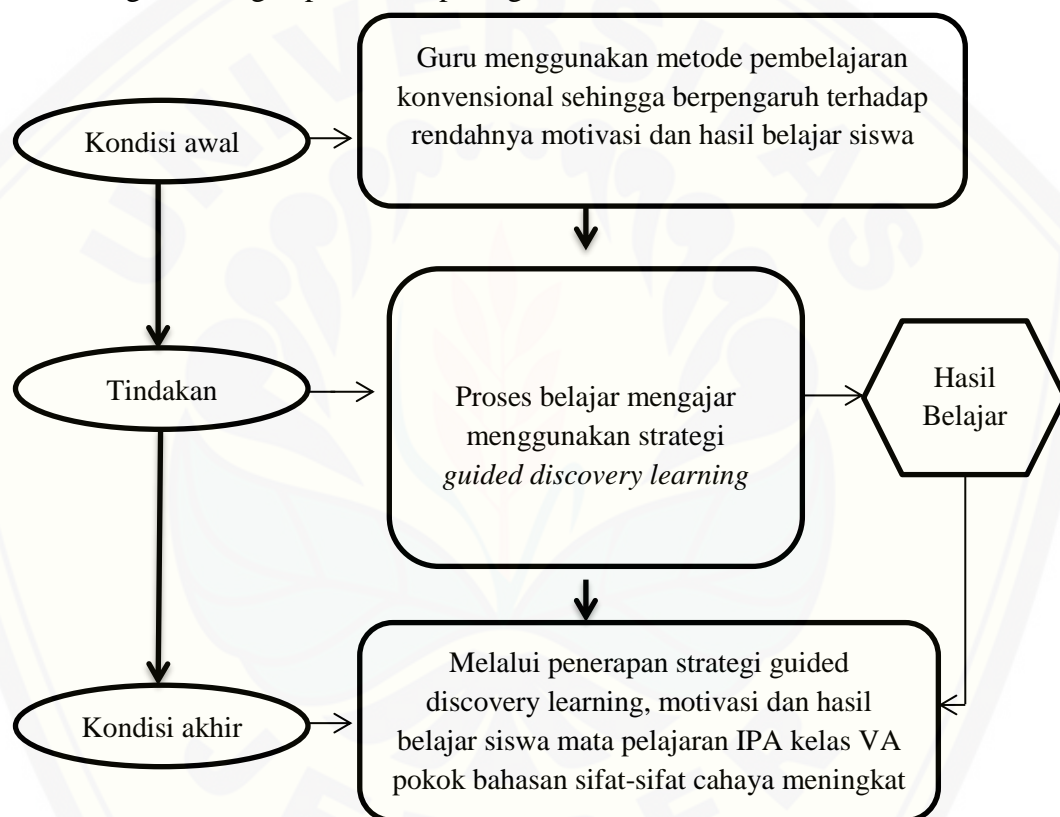 Guru menggunakan metode pembelajaran
konvensional sehingga berpengaruh terhadap
rendahnya motivasi dan hasil belajar siswa
Kondisi awal
Tindakan
Proses belajar mengajar
menggunakan strategi
guided discovery learning
Hasil
Belajar
Kondisi akhir
Melalui penerapan strategi guided
discovery learning, motivasi dan hasil
belajar siswa mata pelajaran IPA kelas VA
pokok bahasan sifat-sifat cahaya meningkat
UNIVERSITAS